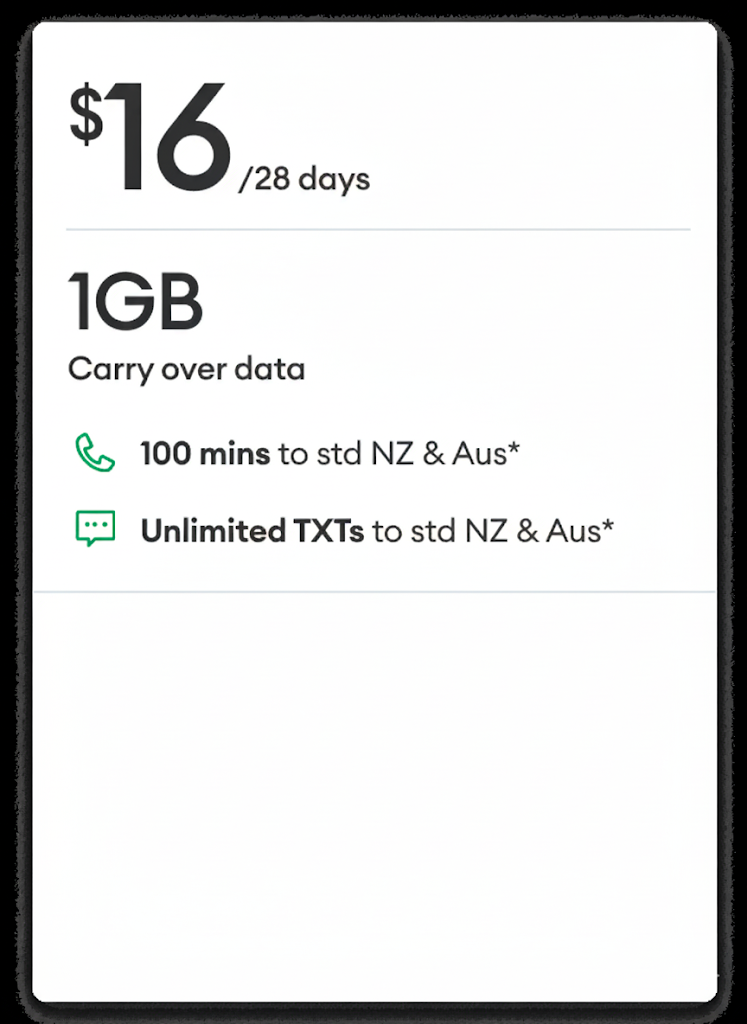 $16/28 days
1GB
Carry over data
100 mins to std NZ & Aus*
Unlimited TXTs to std NZ & Aus*